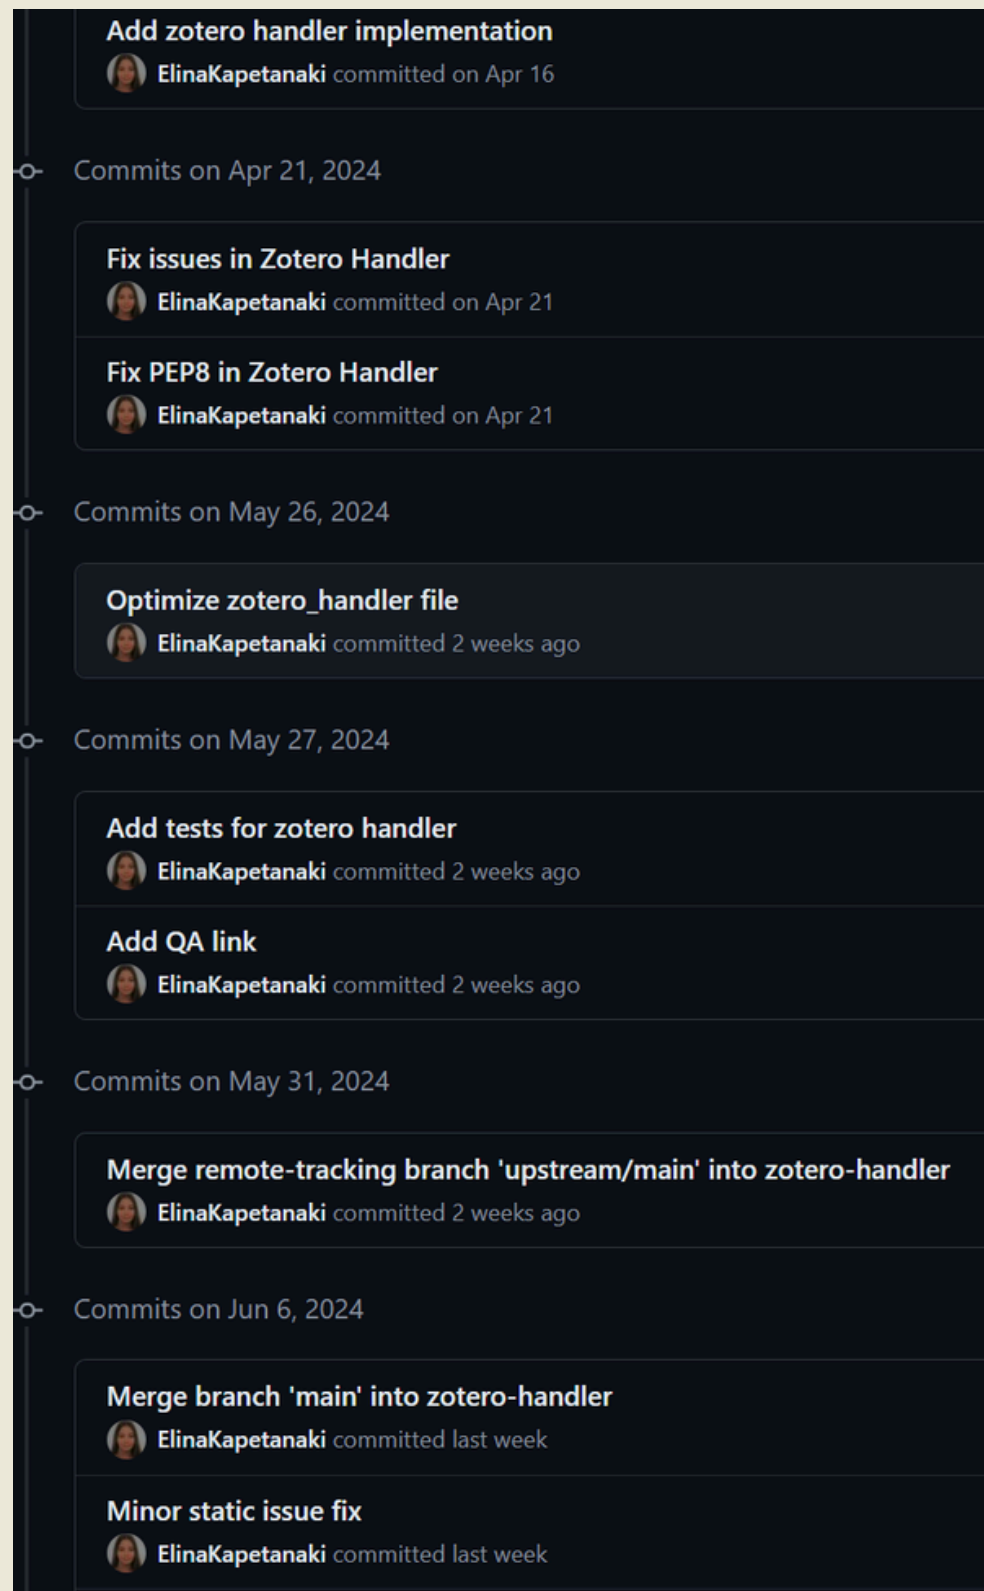 Add zotero handler implementation
ElinaKapetanaki committed on Apr 16
Commits on Apr 21, 2024
Fix issues in Zotero Handler
ElinaKapetanaki committed on Apr 21
Fix PEP8 in Zotero Handler
ElinaKapetanaki committed on Apr 21
Commits on May 26, 2024
Optimize zotero_handler file
ElinaKapetanaki committed 2 weeks ago
Commits on May 27, 2024
Add tests for zotero handler
ElinaKapetanaki committed 2 weeks ago
Add QA link
ElinaKapetanaki committed 2 weeks ago
Commits on May 31, 2024
Merge remote-tracking branch 'upstream/main' into zotero-handler
ElinaKapetanaki committed 2 weeks ago
Commits on Jun 6, 2024
Merge branch 'main' into zotero-handler
ElinaKapetanaki committed last week
Minor static issue fix
ElinaKapetanaki committed last week